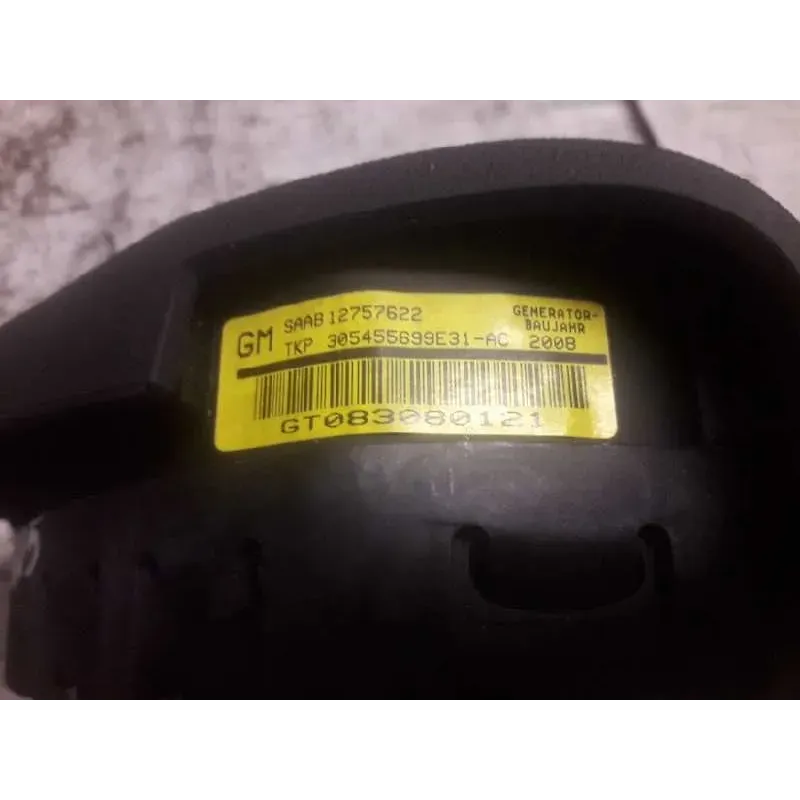 GM SAAB 12757622 GENERATOR-
BAUJAHR
TKP 305455699E31-AC 2008
GT083080121